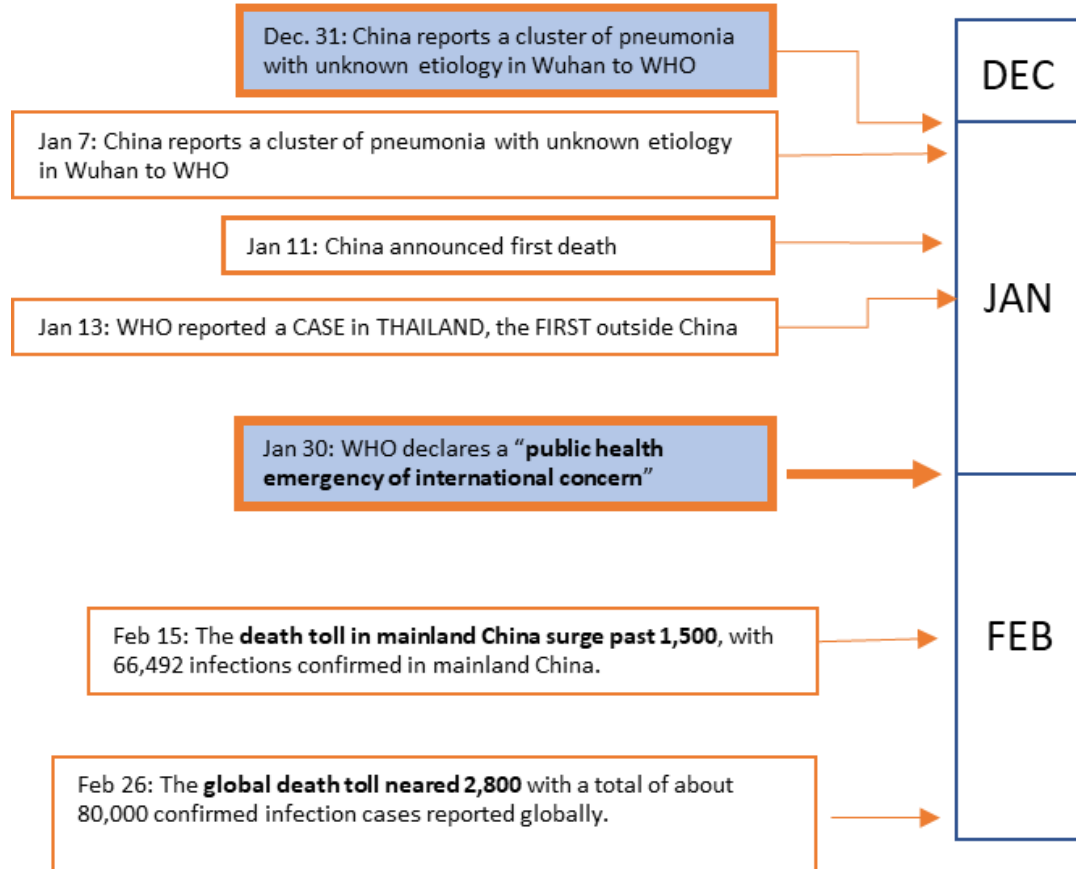 Dec. 31: China reports a cluster of pneumonia
with unknown etiology in Wuhan to WHO
DEC
Jan 7: China reports a cluster of pneumonia with unknown etiology
in Wuhan to WHO
Jan 11: China announced first death
JAN
Jan 13: WHO reported a CASE in THAILAND, the FIRST outside China
Jan 30: WHO declares a “public health
emergency of international concern”
Feb 15: The death toll in mainland China surge past 1,500, with
66,492 infections confirmed in mainland China.
FEB
Feb 26: The global death toll neared 2,800 with a total of about
80,000 confirmed infection cases reported globally.